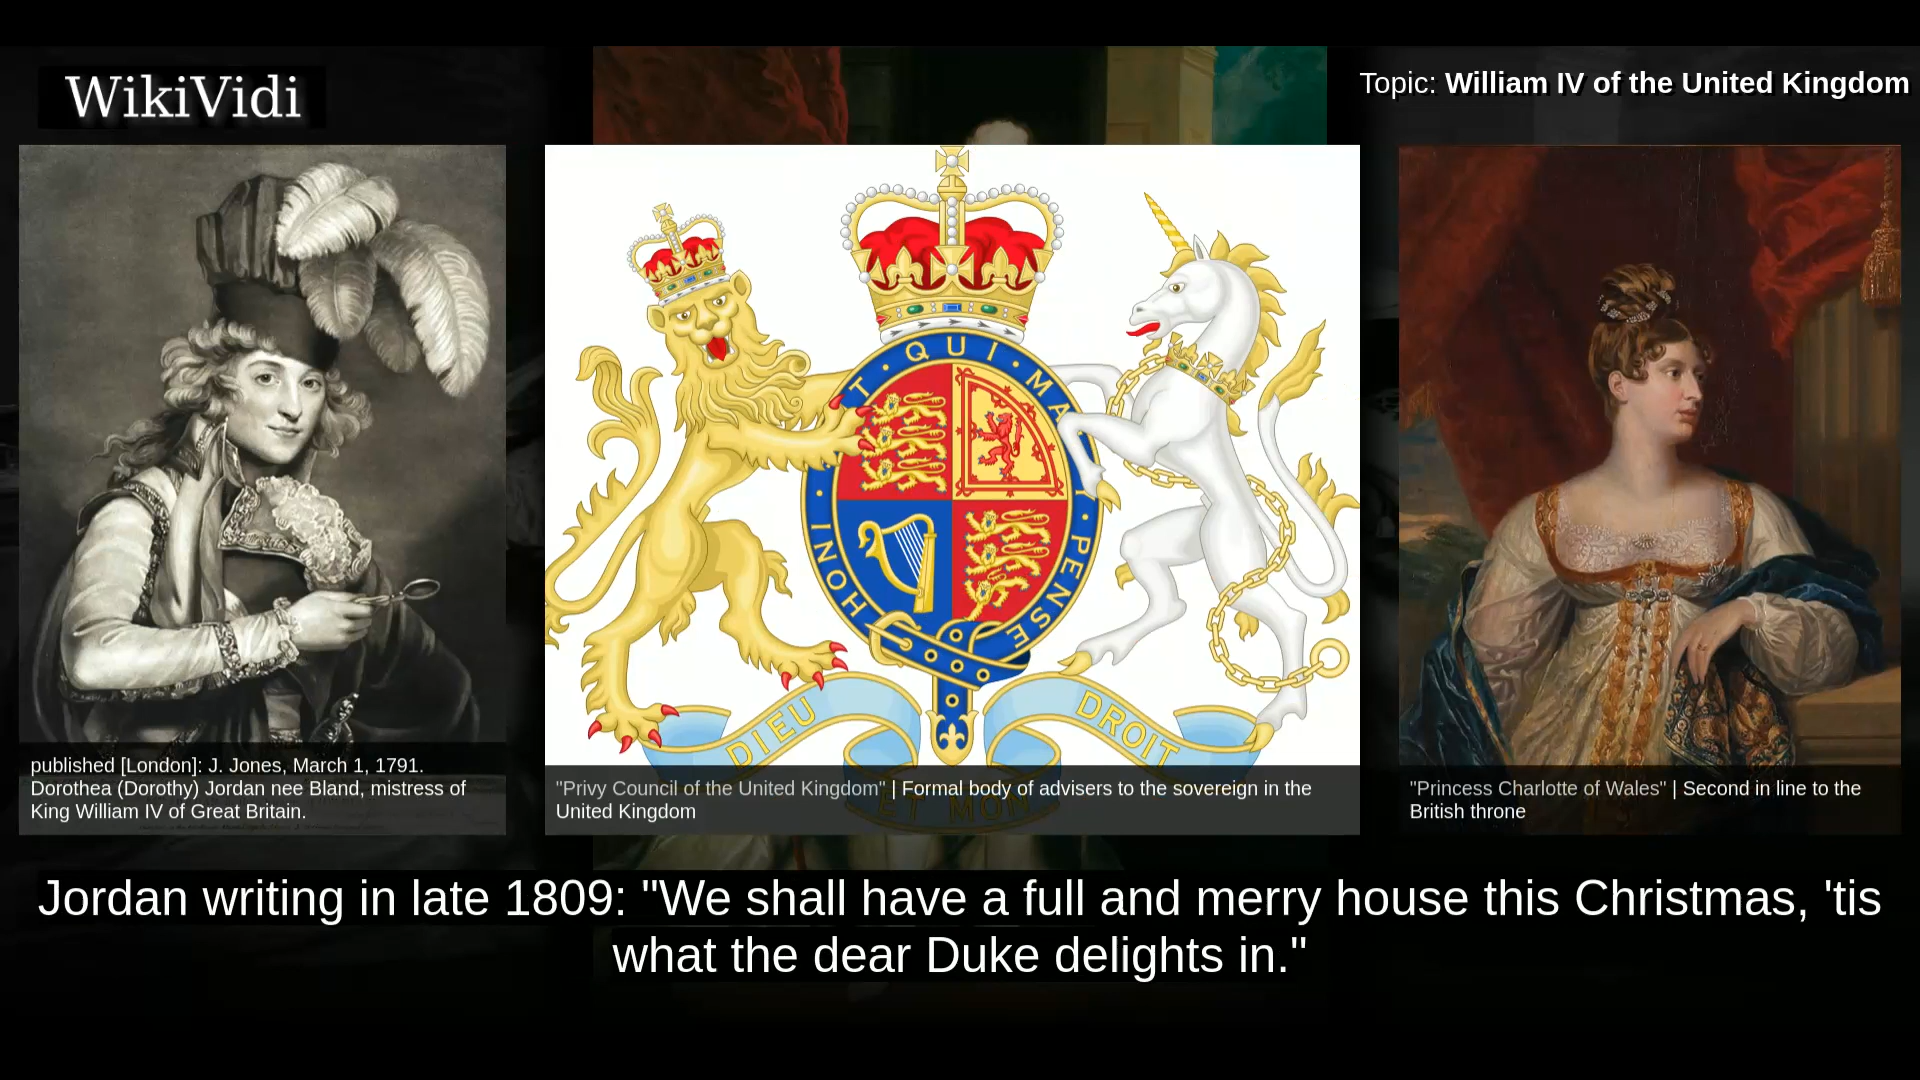 WikiVidi
Topic: William IV of the United Kingdom
T · QUI · MA
· HONI
· PENSE
DIEU
DROIT
ET MON
published [London]: J. Jones, March 1, 1791.
Dorothea (Dorothy) Jordan nee Bland, mistress of
King William IV of Great Britain.
"Privy Council of the United Kingdom" | Formal body of advisers to the sovereign in the
United Kingdom
"Princess Charlotte of Wales" | Second in line to the
British throne
Jordan writing in late 1809: "We shall have a full and merry house this Christmas, 'tis
what the dear Duke delights in."